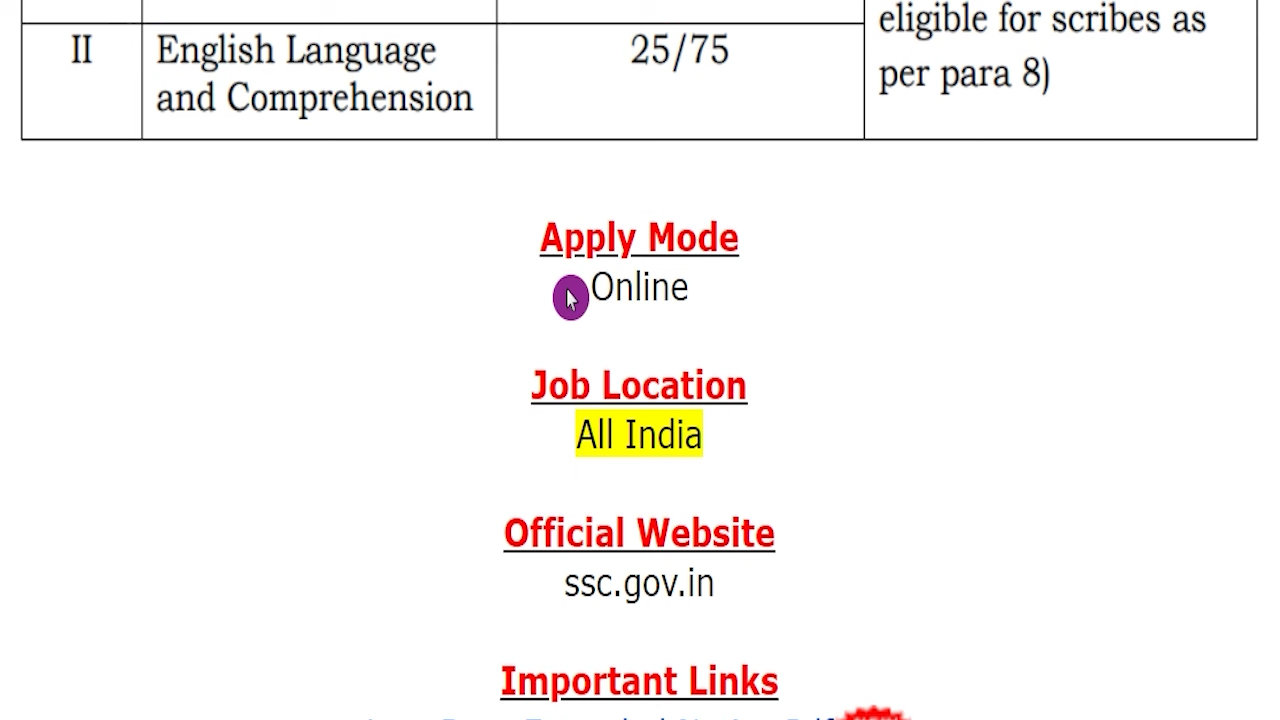 eligible for scribes as
per para 8)
II English Language 25/75
and Comprehension
Apply Mode
Online
Job Location
All India
Official Website
ssc.gov.in
Important Links